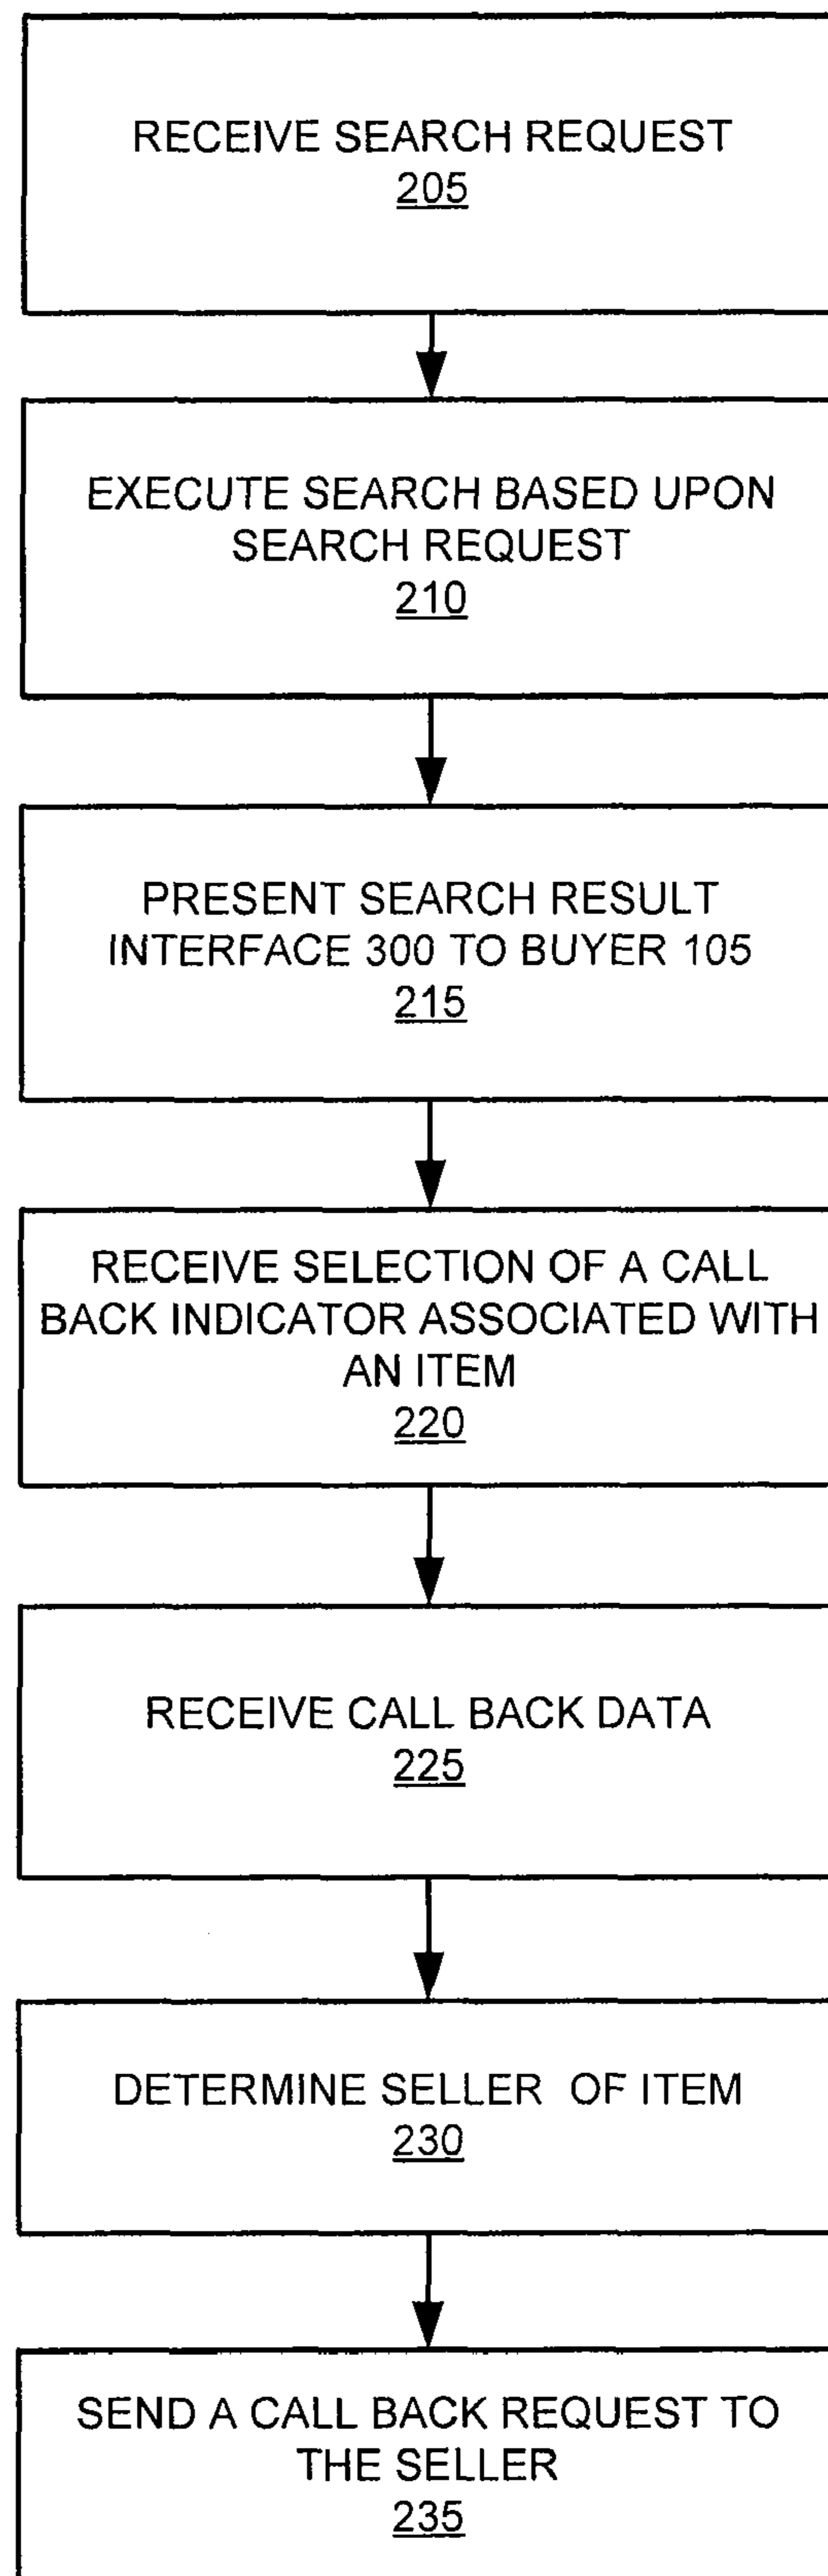 RECEIVE SEARCH REQUEST
205
EXECUTE SEARCH BASED UPON
SEARCH REQUEST
210
PRESENT SEARCH RESULT
INTERFACE 300 TO BUYER 105
215
RECEIVE SELECTION OF A CALL
BACK INDICATOR ASSOCIATED WITH
AN ITEM
220
RECEIVE CALL BACK DATA
225
DETERMINE SELLER OF ITEM
230
SEND A CALL BACK REQUEST TO
THE SELLER
235